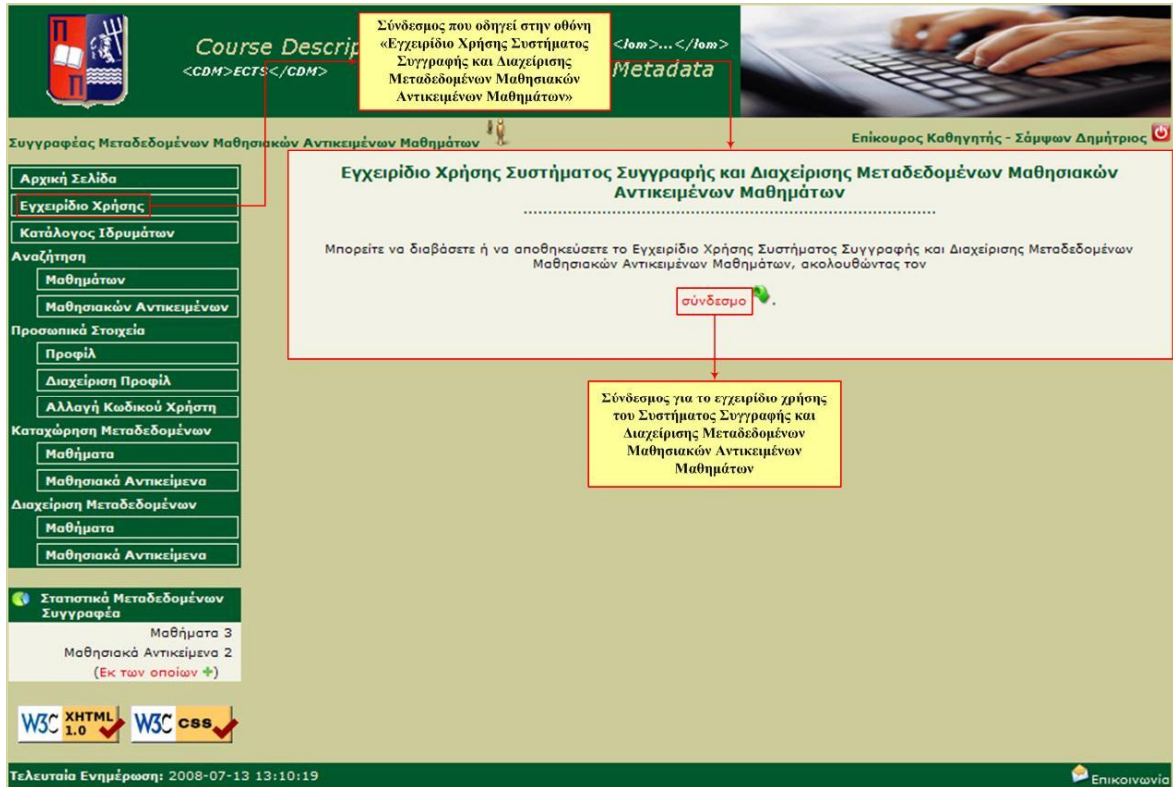 Π
Π
Course Descrip
<CDM>ECTS</CDM>
Σύνδεσμος που οδηγεί στην οθόνη
«Εγχειρίδιο Χρήσης Συστήματος
Συγγραφής και Διαχείρισης
Μεταδεδομένων Μαθησιακών
Αντικειμένων Μαθημάτων»
<lom>...</lom>
Metadata
Συγγραφέας Μεταδεδομένων Μαθησιακών Αντικειμένων Μαθημάτων
Επίκουρος Καθηγητής - Σάμψων Δημήτριος
Αρχική Σελίδα
Εγχειρίδιο Χρήσης
Κατάλογος Ιδρυμάτων
Αναζήτηση
Μαθημάτων
Μαθησιακών Αντικειμένων
Προσωπικά Στοιχεία
Προφίλ
Διαχείριση Προφίλ
Αλλαγή Κωδικού Χρήστη
Καταχώρηση Μεταδεδομένων
Μαθήματα
Μαθησιακά Αντικείμενα
Διαχείριση Μεταδεδομένων
Μαθήματα
Μαθησιακά Αντικείμενα
Στατιστικά Μεταδεδομένων
Συγγραφέα
Μαθήματα 3
Μαθησιακά Αντικείμενα 2
(Εκ των οποίων +)
W3C XHTML 1.0
W3C css
Εγχειρίδιο Χρήσης Συστήματος Συγγραφής και Διαχείρισης Μεταδεδομένων Μαθησιακών
Αντικειμένων Μαθημάτων
Μπορείτε να διαβάσετε ή να αποθηκεύσετε το Εγχειρίδιο Χρήσης Συστήματος Συγγραφής και Διαχείρισης Μεταδεδομένων
Μαθησιακών Αντικειμένων Μαθημάτων, ακολουθώντας τον
σύνδεσμο .
Σύνδεσμος για το εγχειρίδιο χρήσης
του Συστήματος Συγγραφής και
Διαχείρισης Μεταδεδομένων
Μαθησιακών Αντικειμένων
Μαθημάτων
Τελευταία Ενημέρωση: 2008-07-13 13:10:19
Επικοινωνία